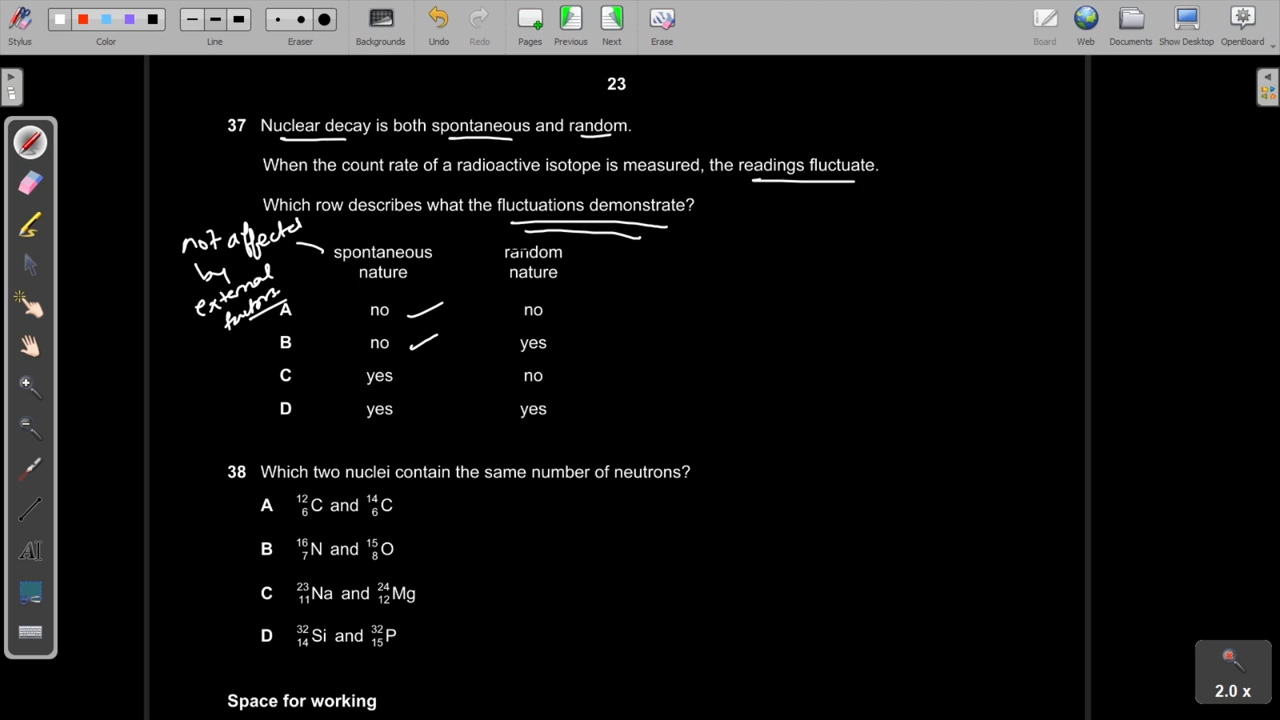 Stylus
Color
Line
Eraser
Backgrounds
Undo
Redo
Pages
Previous
Next
Erase
Board
Web
Documents
Show Desktop
OpenBoard
23
37 Nuclear decay is both spontaneous and random.
When the count rate of a radioactive isotope is measured, the readings fluctuate.
Which row describes what the fluctuations demonstrate?
not affected
by
external
factors
spontaneous nature random nature
A no no
B no yes
C yes no
D yes yes
38 Which two nuclei contain the same number of neutrons?
A ¹²₆C and ¹⁴₆C
B ¹⁶₇N and ¹⁵₈O
C ²³₁₁Na and ²⁴₁₂Mg
D ³²₁₄Si and ³²₁₅P
Space for working
AI
2.0 x